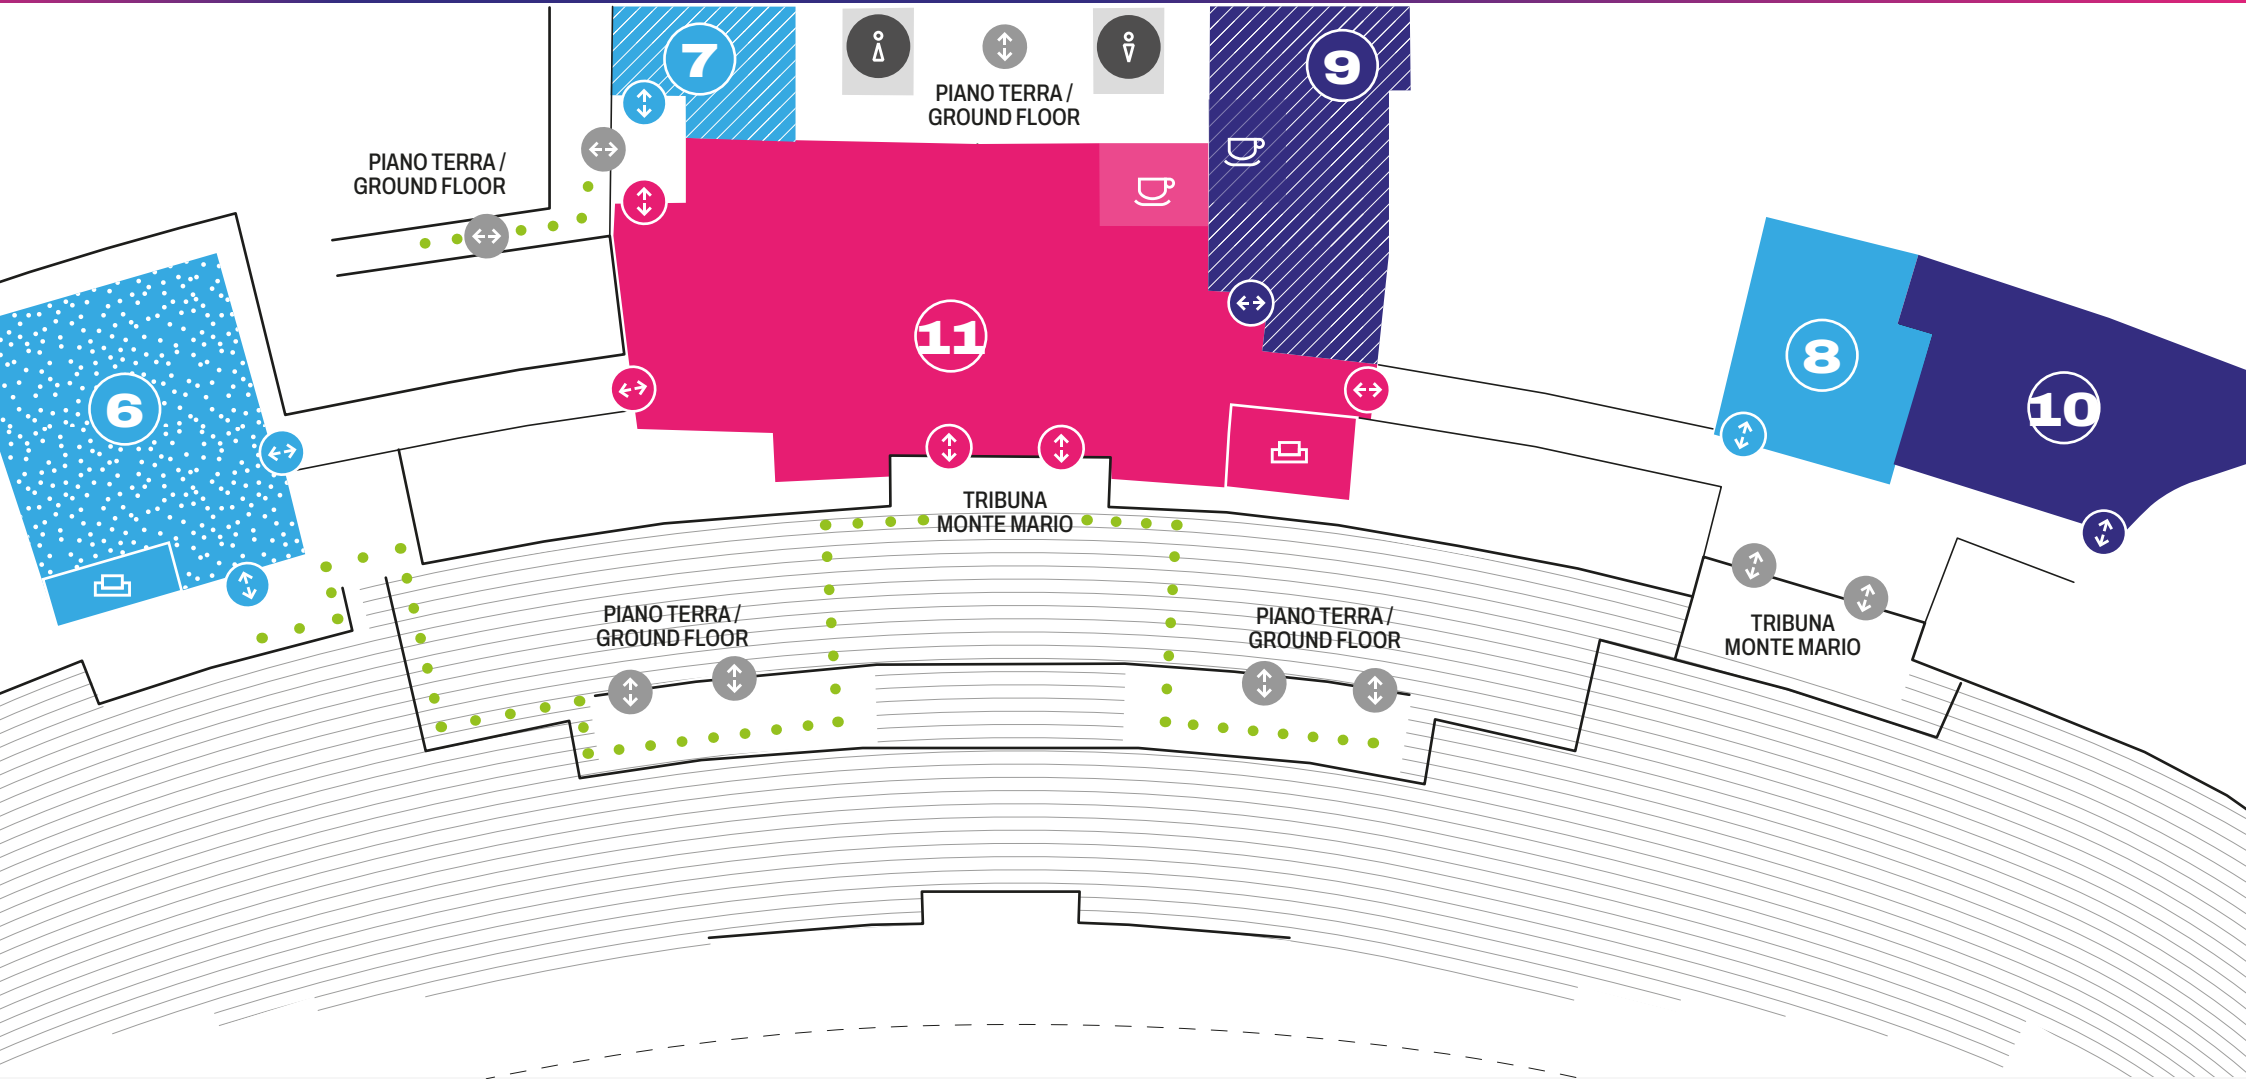 7
9
PIANO TERRA /
GROUND FLOOR
PIANO TERRA /
GROUND FLOOR
11
8
6
10
TRIBUNA
MONTE MARIO
PIANO TERRA /
GROUND FLOOR
PIANO TERRA /
GROUND FLOOR
TRIBUNA
MONTE MARIO